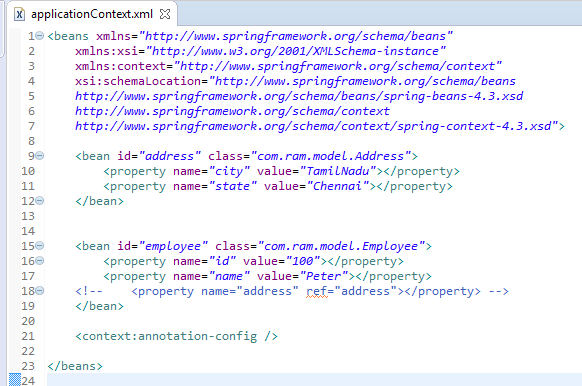 applicationContext.xml
1 <beans xmlns="http://www.springframework.org/schema/beans"
2     xmlns:xsi="http://www.w3.org/2001/XMLSchema-instance"
3     xmlns:context="http://www.springframework.org/schema/context"
4     xsi:schemaLocation="http://www.springframework.org/schema/beans
5     http://www.springframework.org/schema/beans/spring-beans-4.3.xsd
6     http://www.springframework.org/schema/context
7     http://www.springframework.org/schema/context/spring-context-4.3.xsd">
8
9     <bean id="address" class="com.ram.model.Address">
10         <property name="city" value="TamilNadu"></property>
11         <property name="state" value="Chennai"></property>
12     </bean>
13
14
15     <bean id="employee" class="com.ram.model.Employee">
16         <property name="id" value="100"></property>
17         <property name="name" value="Peter"></property>
18     <!--    <property name="address" ref="address"></property> -->
19     </bean>
20
21     <context:annotation-config />
22
23 </beans>
24